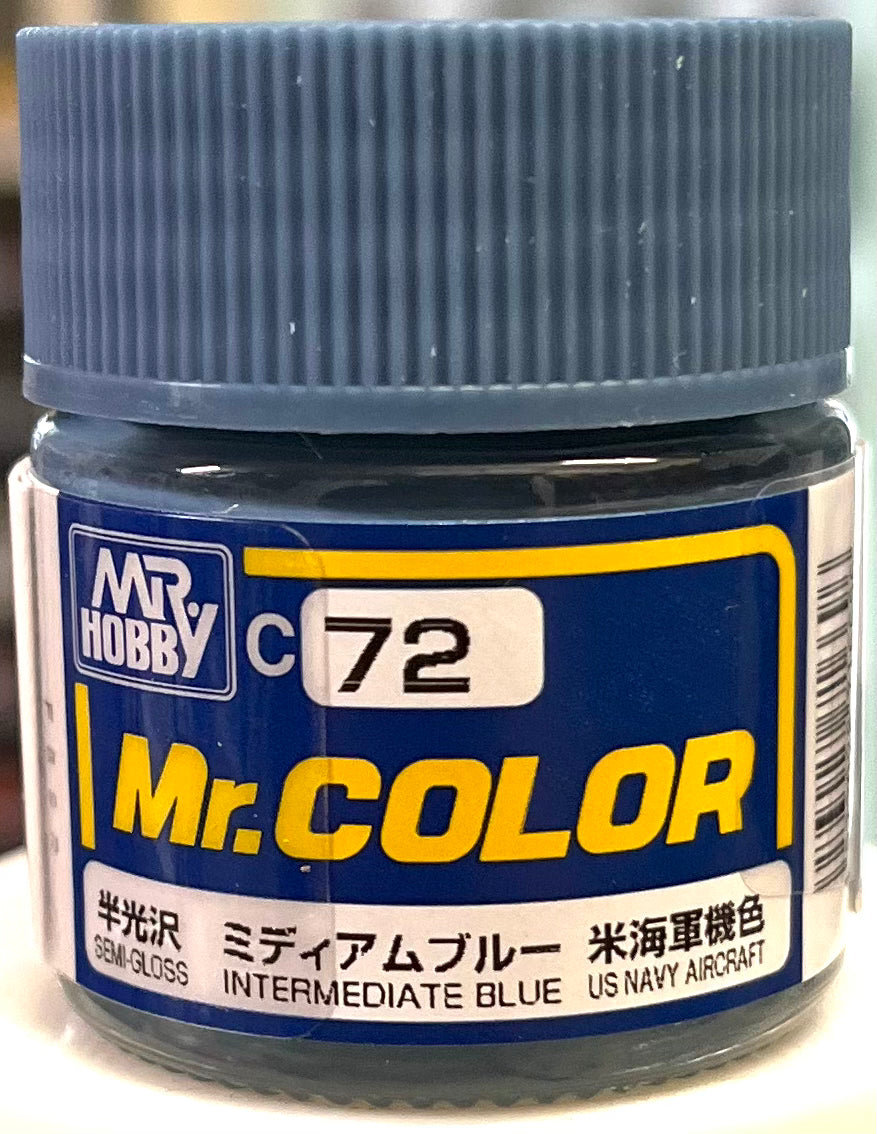 MR.
HOBBY
C 72
Mr.COLOR
半光沢 ミディアムブルー 米海軍機色
SEMI-GLOSS INTERMEDIATE BLUE US NAVY AIRCRAFT